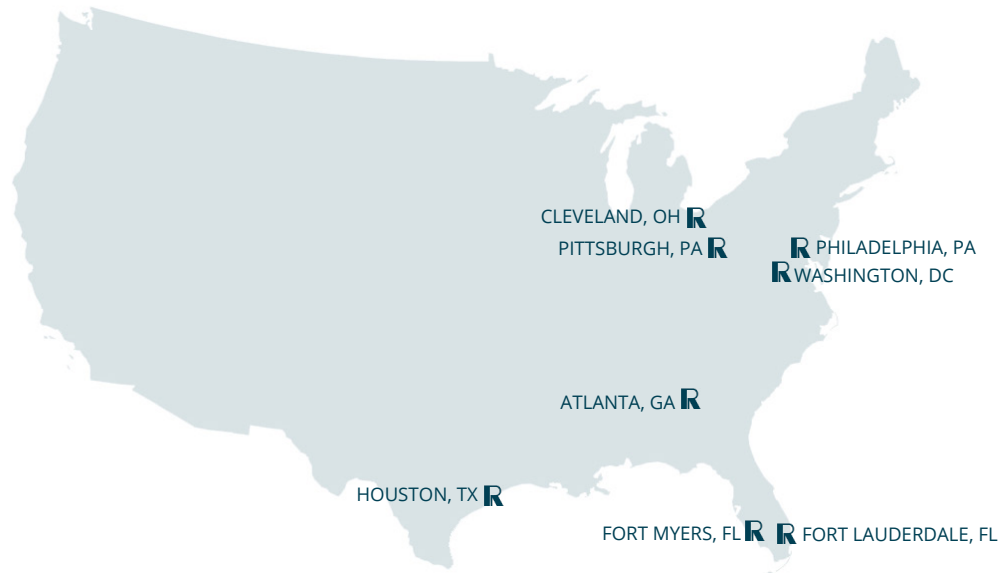 CLEVELAND, OH
PITTSBURGH, PA
PHILADELPHIA, PA
WASHINGTON, DC
ATLANTA, GA
HOUSTON, TX
FORT MYERS, FL
FORT LAUDERDALE, FL